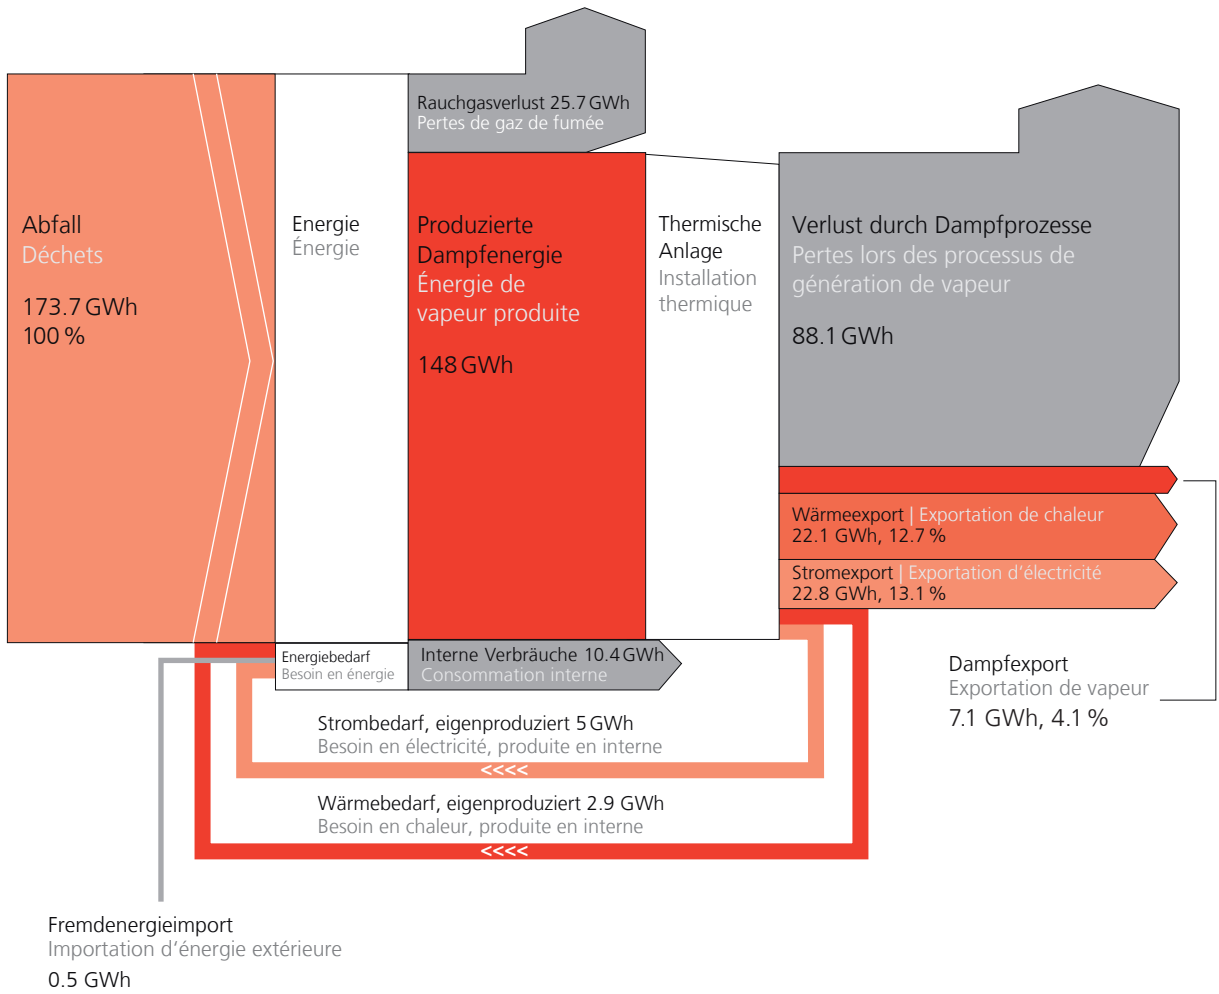 Rauchgasverlust 25.7 GWh
Pertes de gaz de fumée
Abfall
Déchets
173.7 GWh
100 %
Energie
Énergie
Produzierte
Dampfenergie
Énergie de
vapeur produite
148 GWh
Thermische
Anlage
Installation
thermique
Verlust durch Dampfprozesse
Pertes lors des processus de
génération de vapeur
88.1 GWh
Wärmeexport | Exportation de chaleur
22.1 GWh, 12.7 %
Stromexport | Exportation d‘électricité
22.8 GWh, 13.1 %
Energiebedarf
Besoin en énergie
Interne Verbräuche 10.4 GWh
Consommation interne
Dampfexport
Exportation de vapeur
7.1 GWh, 4.1 %
Strombedarf, eigenproduziert 5 GWh
Besoin en électricité, produite en interne
<<<<
Wärmebedarf, eigenproduziert 2.9 GWh
Besoin en chaleur, produite en interne
<<<<
Fremdenergieimport
Importation d‘énergie extérieure
0.5 GWh